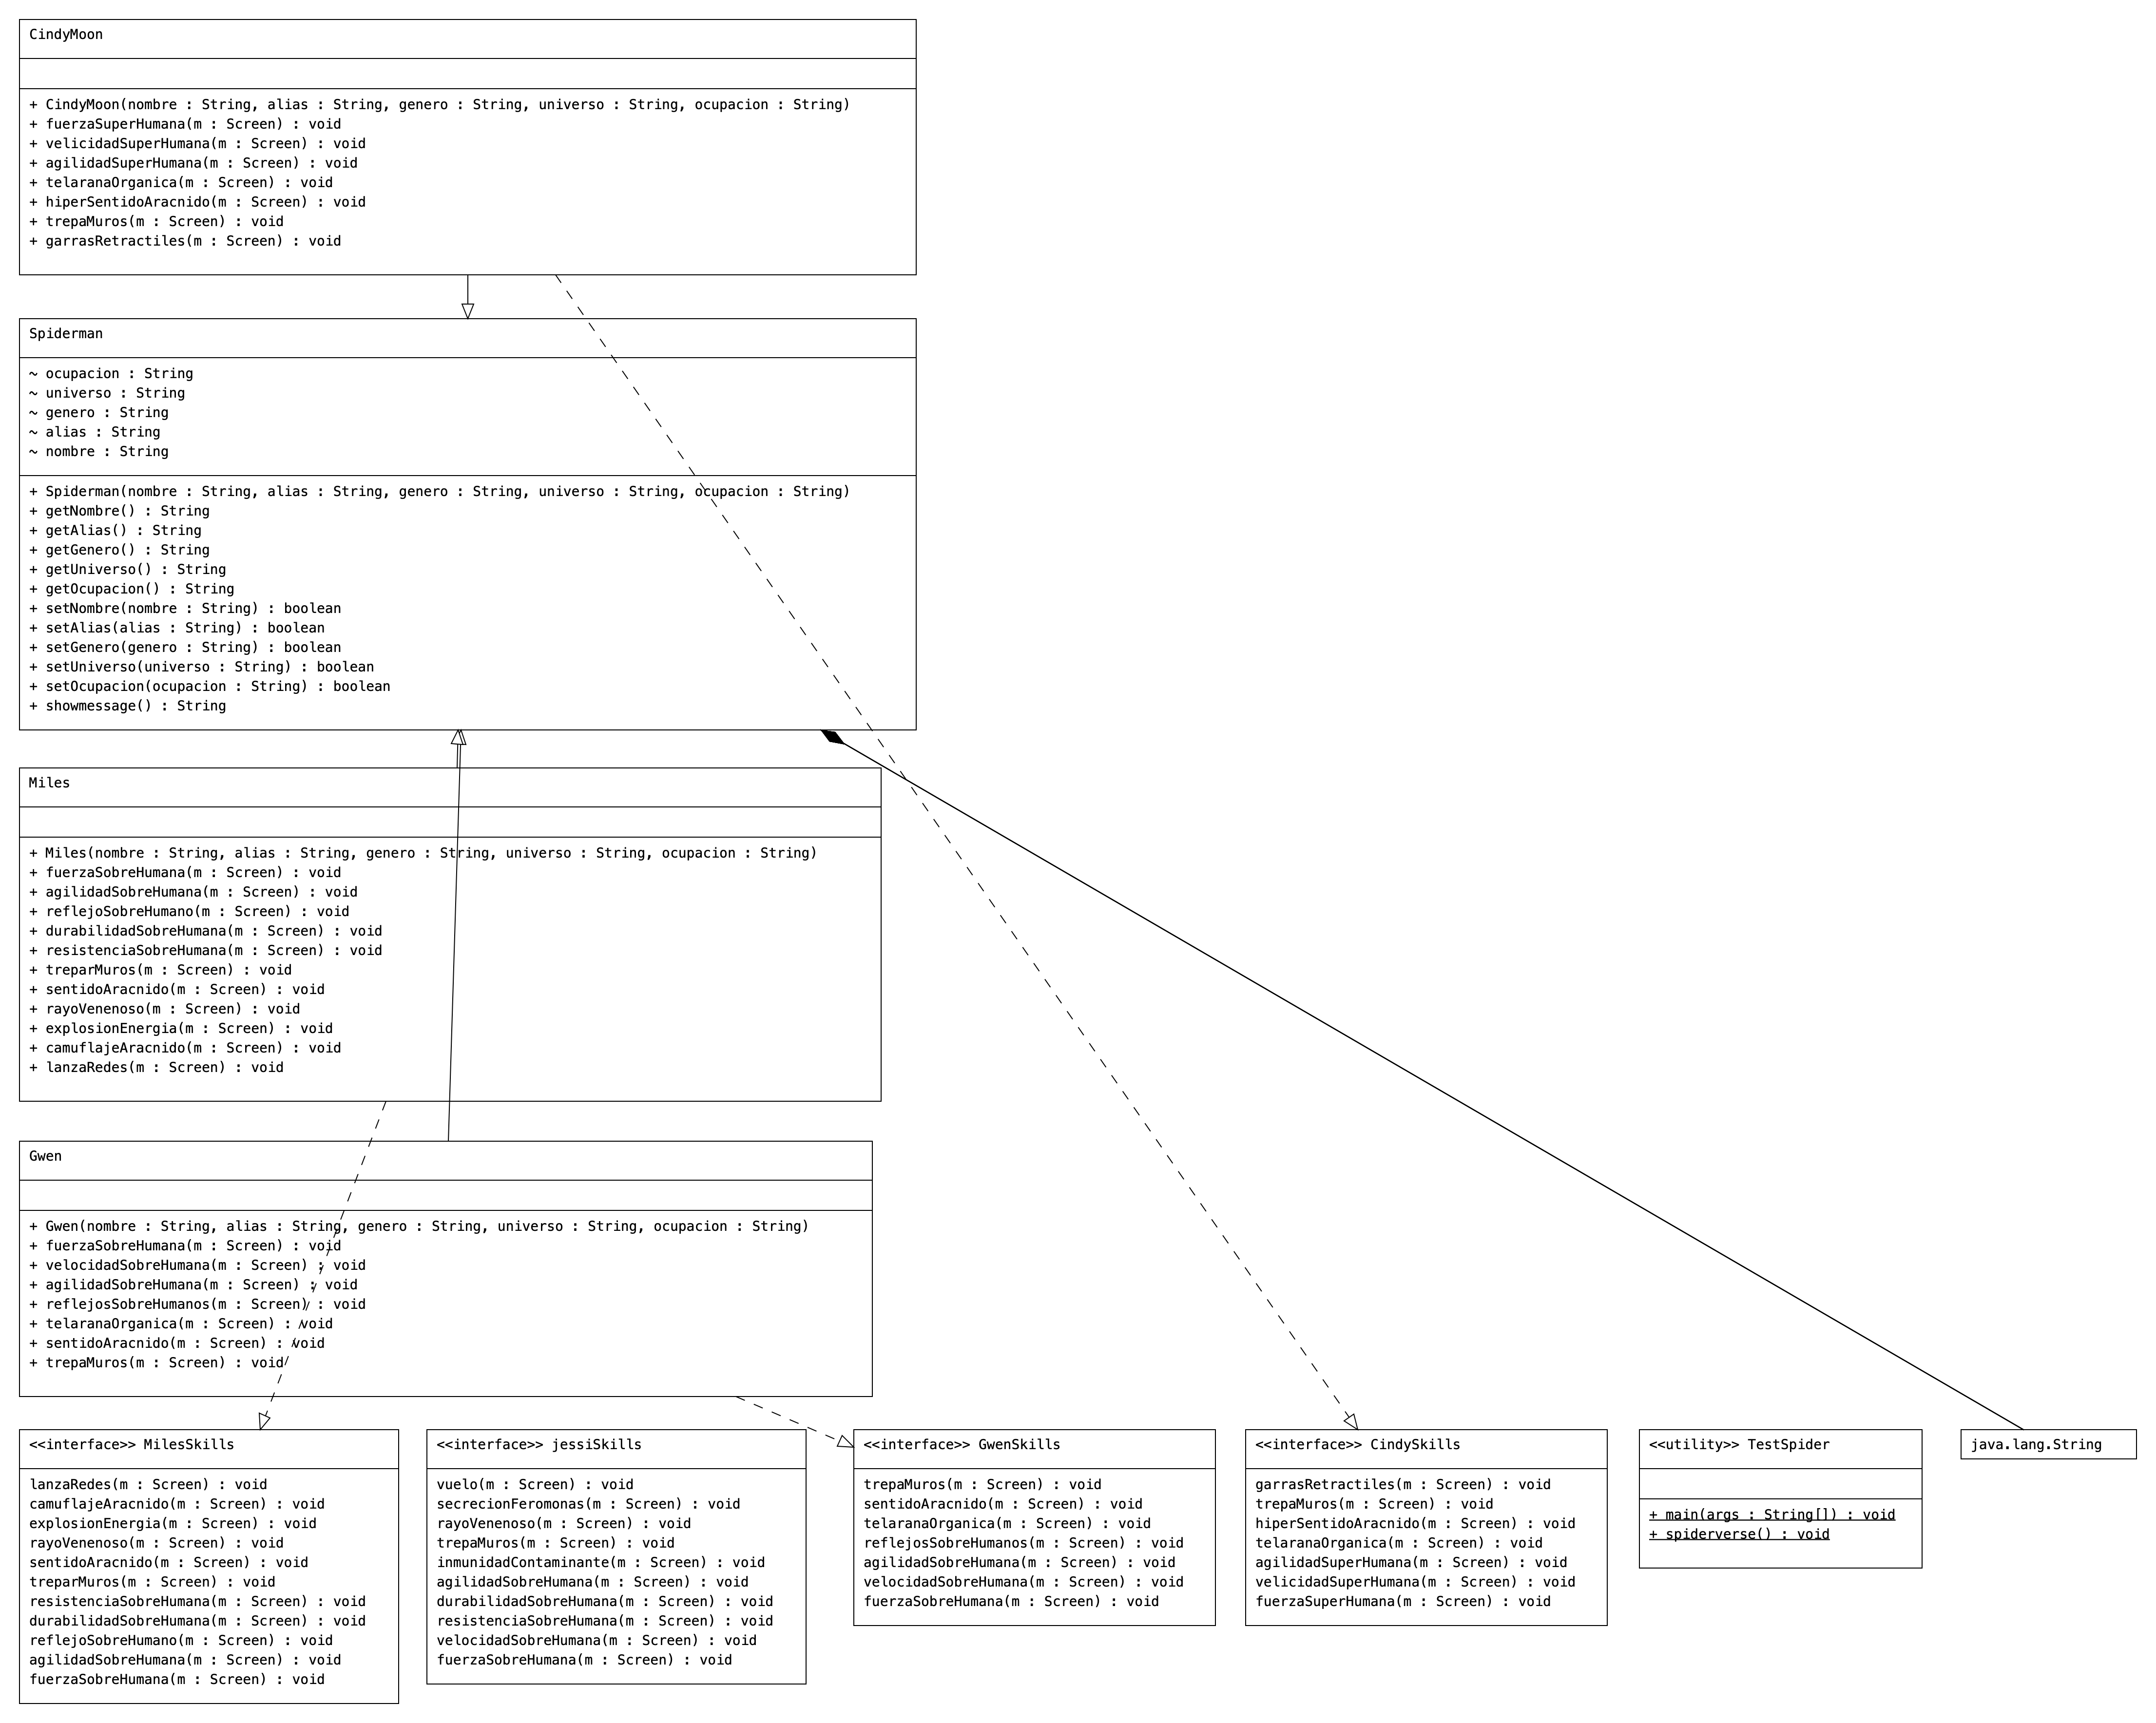 CindyMoon
+ CindyMoon(nombre : String, alias : String, genero : String, universo : String, ocupacion : String)
+ fuerzaSuperHumana(m : Screen) : void
+ velicidadSuperHumana(m : Screen) : void
+ agilidadSuperHumana(m : Screen) : void
+ telaranaOrganica(m : Screen) : void
+ hiperSentidoAracnido(m : Screen) : void
+ trepaMuros(m : Screen) : void
+ garrasRetractiles(m : Screen) : void
Spiderman
~ ocupacion : String
~ universo : String
~ genero : String
~ alias : String
~ nombre : String
+ Spiderman(nombre : String, alias : String, genero : String, universo : String, ocupacion : String)
+ getNombre() : String
+ getAlias() : String
+ getGenero() : String
+ getUniverso() : String
+ getOcupacion() : String
+ setNombre(nombre : String) : boolean
+ setAlias(alias : String) : boolean
+ setGenero(genero : String) : boolean
+ setUniverso(universo : String) : boolean
+ setOcupacion(ocupacion : String) : boolean
+ showmessage() : String
Miles
+ Miles(nombre : String, alias : String, genero : String, universo : String, ocupacion : String)
+ fuerzaSobreHumana(m : Screen) : void
+ agilidadSobreHumana(m : Screen) : void
+ reflejoSobreHumano(m : Screen) : void
+ durabilidadSobreHumana(m : Screen) : void
+ resistenciaSobreHumana(m : Screen) : void
+ treparMuros(m : Screen) : void
+ sentidoAracnido(m : Screen) : void
+ rayoVenenoso(m : Screen) : void
+ explosionEnergia(m : Screen) : void
+ camuflajeAracnido(m : Screen) : void
+ lanzaRedes(m : Screen) : void
Gwen
+ Gwen(nombre : String, alias : String, genero : String, universo : String, ocupacion : String)
+ fuerzaSobreHumana(m : Screen) : void
+ velocidadSobreHumana(m : Screen) : void
+ agilidadSobreHumana(m : Screen) : void
+ reflejosSobreHumanos(m : Screen) : void
+ telaranaOrganica(m : Screen) : void
+ sentidoAracnido(m : Screen) : void
+ trepaMuros(m : Screen) : void
<<interface>> MilesSkills
lanzaRedes(m : Screen) : void
camuflajeAracnido(m : Screen) : void
explosionEnergia(m : Screen) : void
rayoVenenoso(m : Screen) : void
sentidoAracnido(m : Screen) : void
treparMuros(m : Screen) : void
resistenciaSobreHumana(m : Screen) : void
durabilidadSobreHumana(m : Screen) : void
reflejoSobreHumano(m : Screen) : void
agilidadSobreHumana(m : Screen) : void
fuerzaSobreHumana(m : Screen) : void
<<interface>> jessiSkills
vuelo(m : Screen) : void
secrecionFeromonas(m : Screen) : void
rayoVenenoso(m : Screen) : void
trepaMuros(m : Screen) : void
inmunidadContaminante(m : Screen) : void
agilidadSobreHumana(m : Screen) : void
durabilidadSobreHumana(m : Screen) : void
resistenciaSobreHumana(m : Screen) : void
velocidadSobreHumana(m : Screen) : void
fuerzaSobreHumana(m : Screen) : void
<<interface>> GwenSkills
trepaMuros(m : Screen) : void
sentidoAracnido(m : Screen) : void
telaranaOrganica(m : Screen) : void
reflejosSobreHumanos(m : Screen) : void
agilidadSobreHumana(m : Screen) : void
velocidadSobreHumana(m : Screen) : void
fuerzaSobreHumana(m : Screen) : void
<<interface>> CindySkills
garrasRetractiles(m : Screen) : void
trepaMuros(m : Screen) : void
hiperSentidoAracnido(m : Screen) : void
telaranaOrganica(m : Screen) : void
agilidadSuperHumana(m : Screen) : void
velicidadSuperHumana(m : Screen) : void
fuerzaSuperHumana(m : Screen) : void
<<utility>> TestSpider
+ main(args : String[]) : void
+ spiderverse() : void
java.lang.String